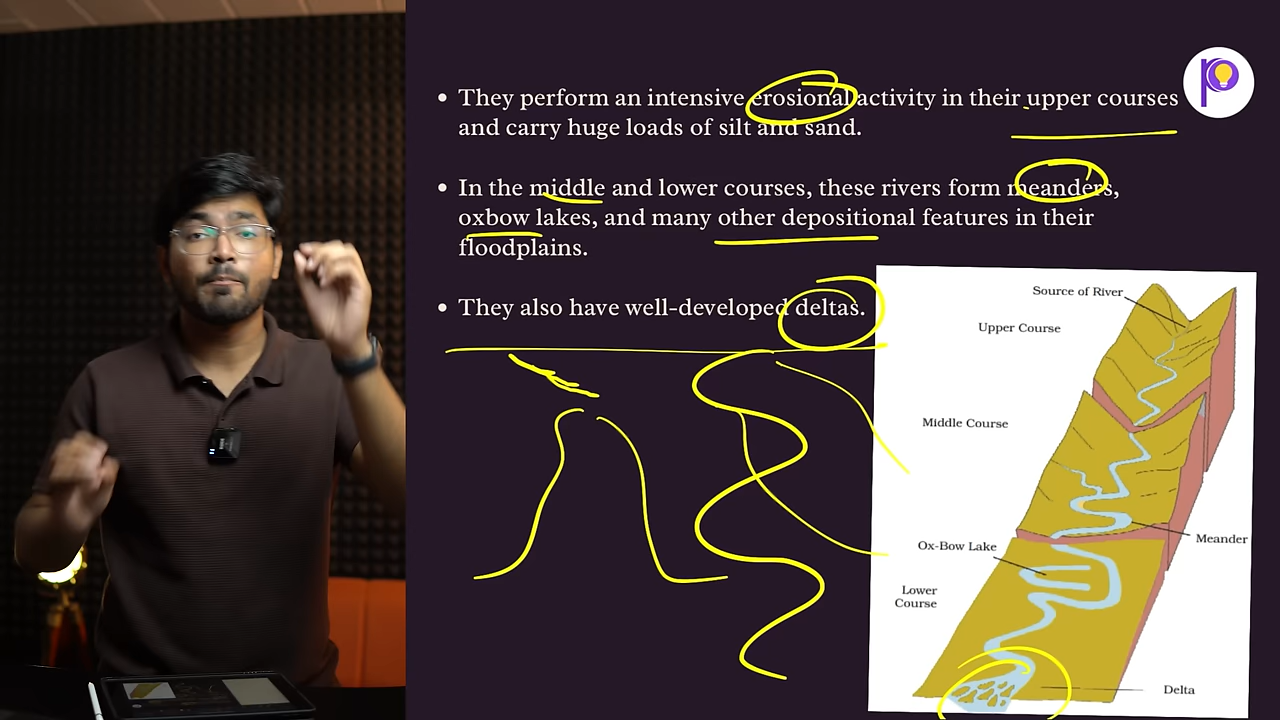 They perform an intensive erosional activity in their upper courses
and carry huge loads of silt and sand.
In the middle and lower courses, these rivers form meanders,
oxbow lakes, and many other depositional features in their
floodplains.
They also have well-developed deltas.
Source of River
Upper Course
Middle Course
Meander
Ox-Bow Lake
Lower
Course
Delta